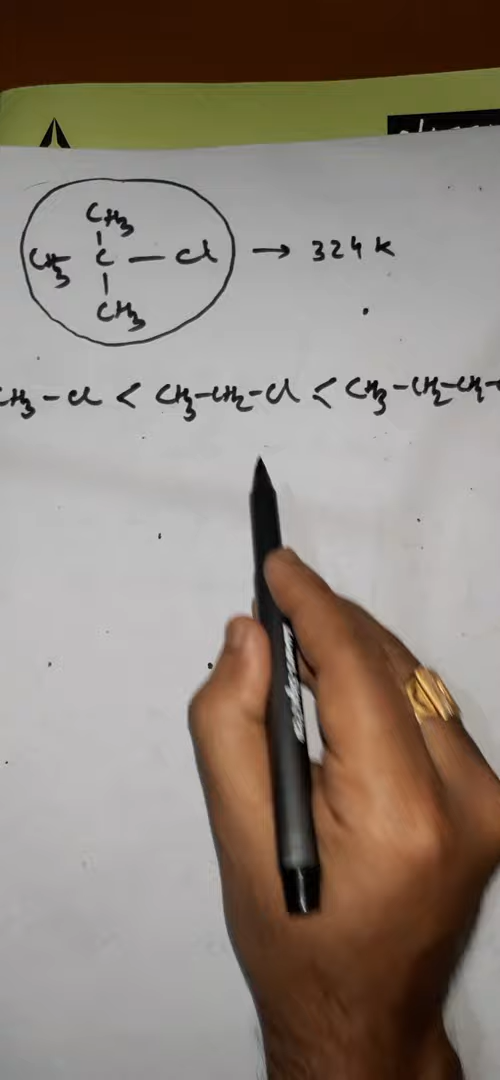 CH3
CH3 - C - Cl → 324 K
CH3
CH3 - Cl < CH3-CH2-Cl < CH3-CH2-CH2-